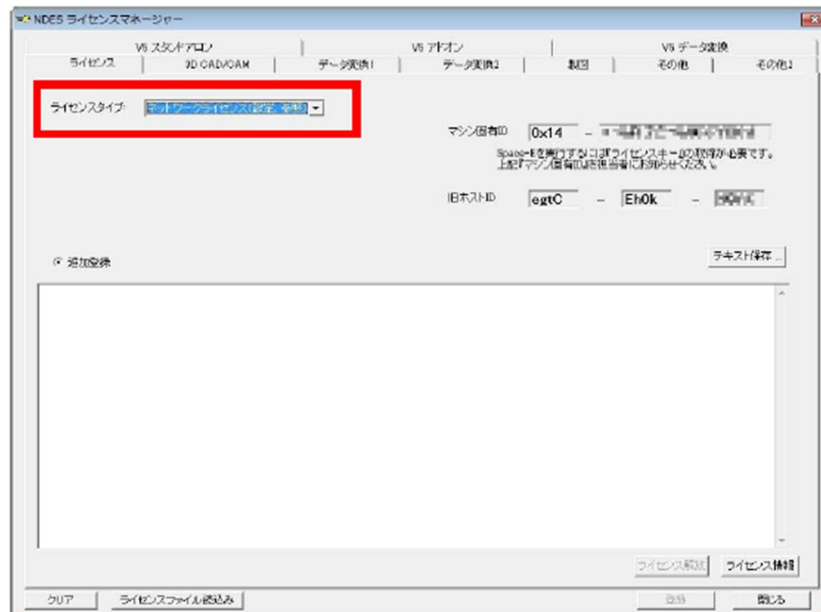 NDES ライセンスマネージャー
V5 スタンドアロン V5 アドオン V5 データ変換
ライセンス 3D CAD/CAM データ変換1 データ変換2 製図 その他 その他2
ライセンスタイプ: ネットワークライセンス(設定、参照)
マシン固有ID 0x14 -
Space-Eを実行するには『ライセンスキー』の取得が必要です。
上記『マシン固有ID』を担当者にお知らせください。
旧ホストID egtC - Eh0k -
追加登録
テキスト保存...
ライセンス解放 ライセンス情報
クリア ライセンスファイル読込み 登録 閉じる